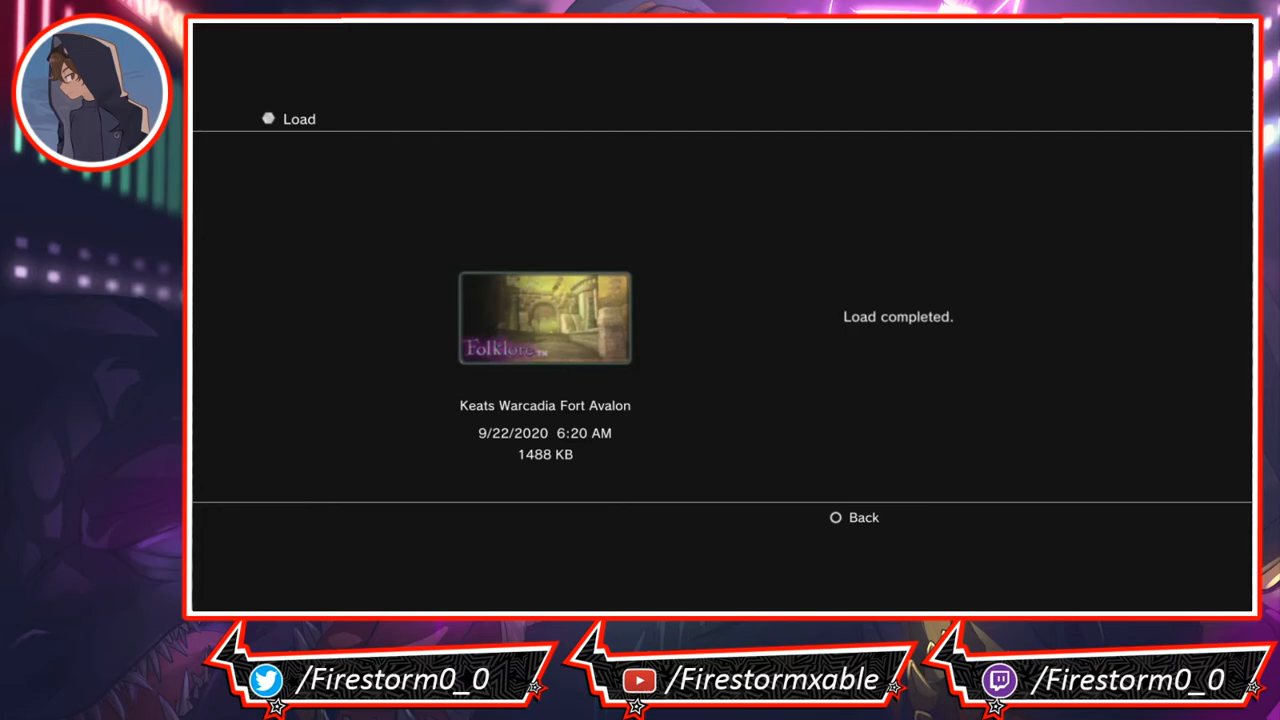 Load
Folklore™
Load completed.
Keats Warcadia Fort Avalon
9/22/2020 6:20 AM
1488 KB
Back
/Firestorm0_0
/Firestormxable
/Firestorm0_0